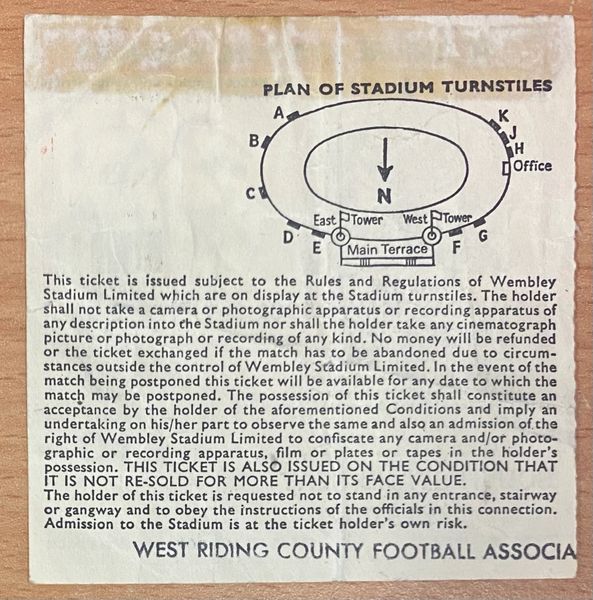 PLAN OF STADIUM TURNSTILES
A
K
J
B
H
Office
N
C
East Tower
West Tower
D
E
Main Terrace
F
G
This ticket is issued subject to the Rules and Regulations of Wembley
Stadium Limited which are on display at the Stadium turnstiles. The holder
shall not take a camera or photographic apparatus or recording apparatus of
any description into the Stadium nor shall the holder take any cinematograph
picture or photograph or recording of any kind. No money will be refunded
or the ticket exchanged if the match has to be abandoned due to circum-
stances outside the control of Wembley Stadium Limited. In the event of the
match being postponed this ticket will be available for any date to which the
match may be postponed. The possession of this ticket shall constitute an
acceptance by the holder of the aforementioned Conditions and imply an
undertaking on his/her part to observe the same and also an admission of the
right of Wembley Stadium Limited to confiscate any camera and/or photo-
graphic or recording apparatus, film or plates or tapes in the holder's
possession. THIS TICKET IS ALSO ISSUED ON THE CONDITION THAT
IT IS NOT RE-SOLD FOR MORE THAN ITS FACE VALUE.
The holder of this ticket is requested not to stand in any entrance, stairway
or gangway and to obey the instructions of the officials in this connection.
Admission to the Stadium is at the ticket holder's own risk.
WEST RIDING COUNTY FOOTBALL ASSOCIA